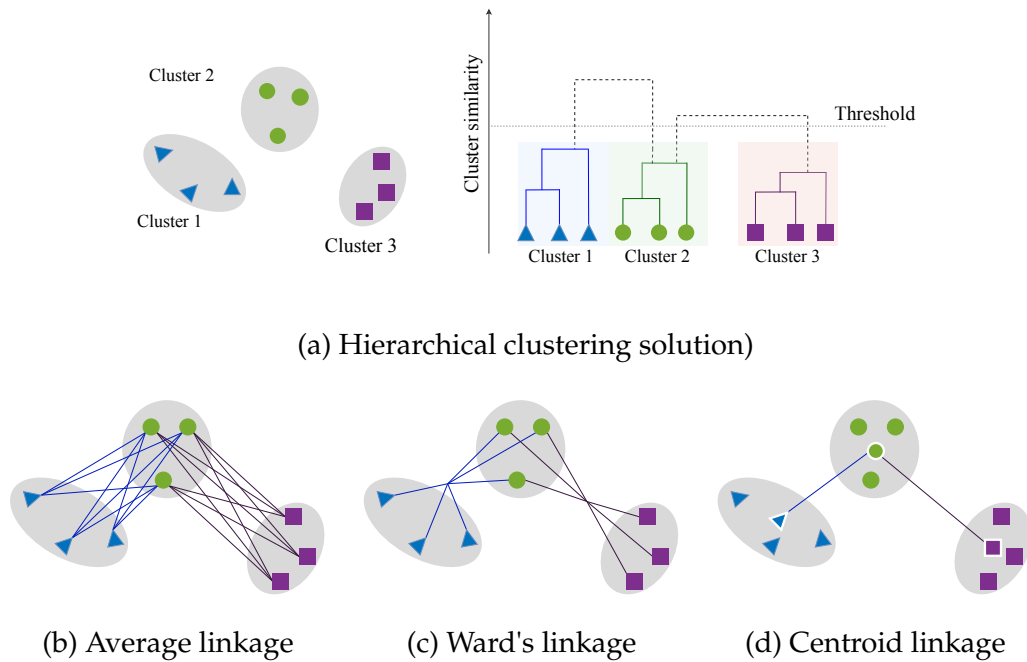 Cluster 2
Cluster 1
Cluster 3
Cluster similarity
Threshold
Cluster 1
Cluster 2
Cluster 3
(a) Hierarchical clustering solution)
(b) Average linkage
(c) Ward's linkage
(d) Centroid linkage